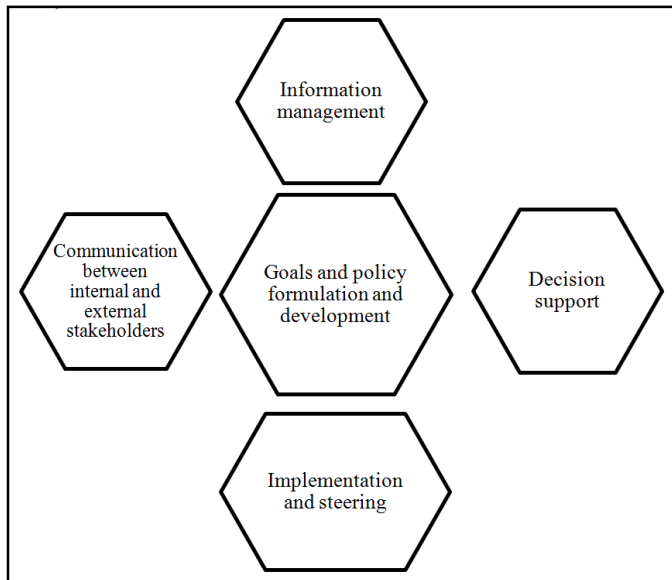 Information
management
Communication
between
internal and
external
stakeholders
Goals and policy
formulation and
development
Decision
support
Implementation
and steering